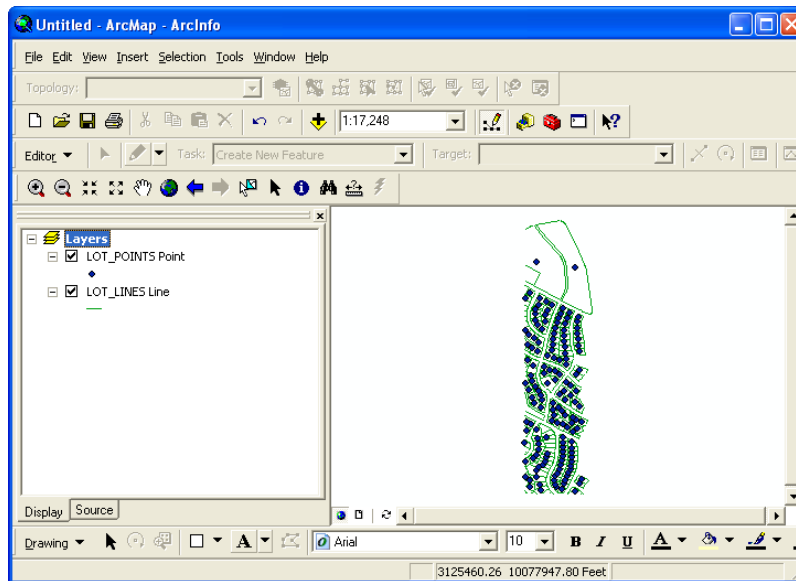 Untitled - ArcMap - ArcInfo
File Edit View Insert Selection Tools Window Help
Topology:
1:17,248
Editor Task: Create New Feature Target:
Layers
LOT_POINTS Point
LOT_LINES Line
Display Source
Drawing A Arial 10 B I U A
3125460.26 10077947.80 Feet